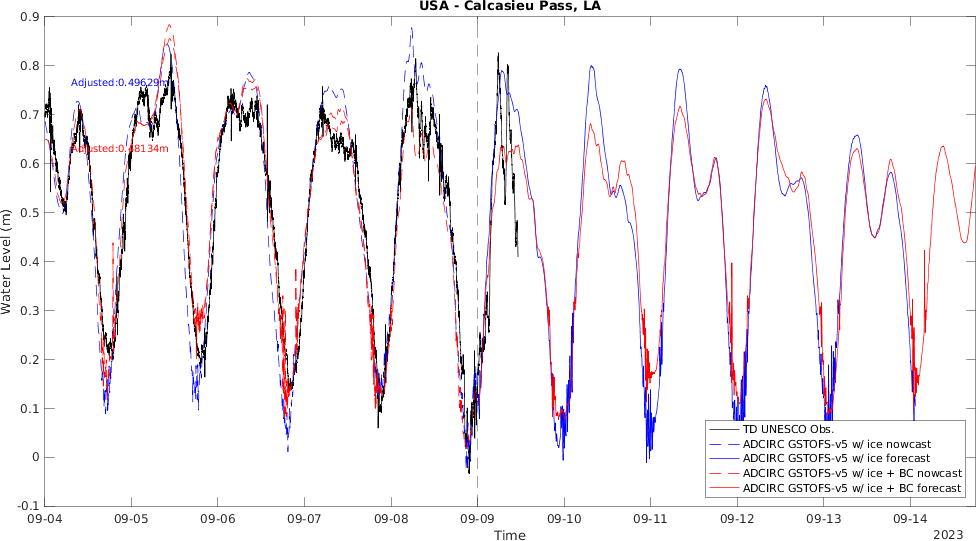 USA - Calcasieu Pass, LA
0.9
0.8
Adjusted:0.49629m
0.7
Adjusted:0.48134m
0.6
0.5
Water Level (m)
0.4
0.3
0.2
0.1
0
-0.1
TD UNESCO Obs.
ADCIRC GSTOFS-v5 w/ ice nowcast
ADCIRC GSTOFS-v5 w/ ice forecast
ADCIRC GSTOFS-v5 w/ ice + BC nowcast
ADCIRC GSTOFS-v5 w/ ice + BC forecast
09-04 09-05 09-06 09-07 09-08 09-09 09-10 09-11 09-12 09-13 09-14
Time
2023